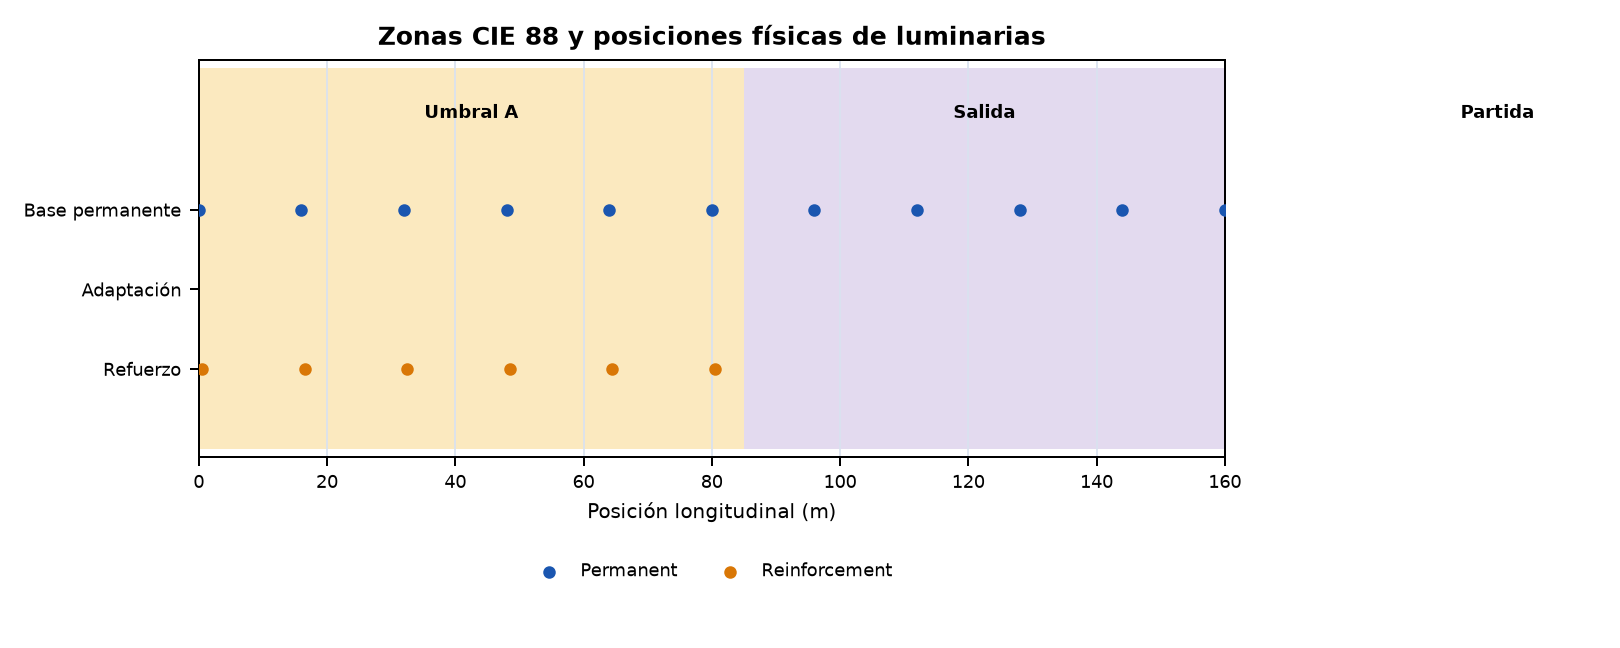 Zonas CIE 88 y posiciones físicas de luminarias
Umbral A
Salida
Partida
Base permanente
Adaptación
Refuerzo
0 20 40 60 80 100 120 140 160
Posición longitudinal (m)
Permanent
Reinforcement